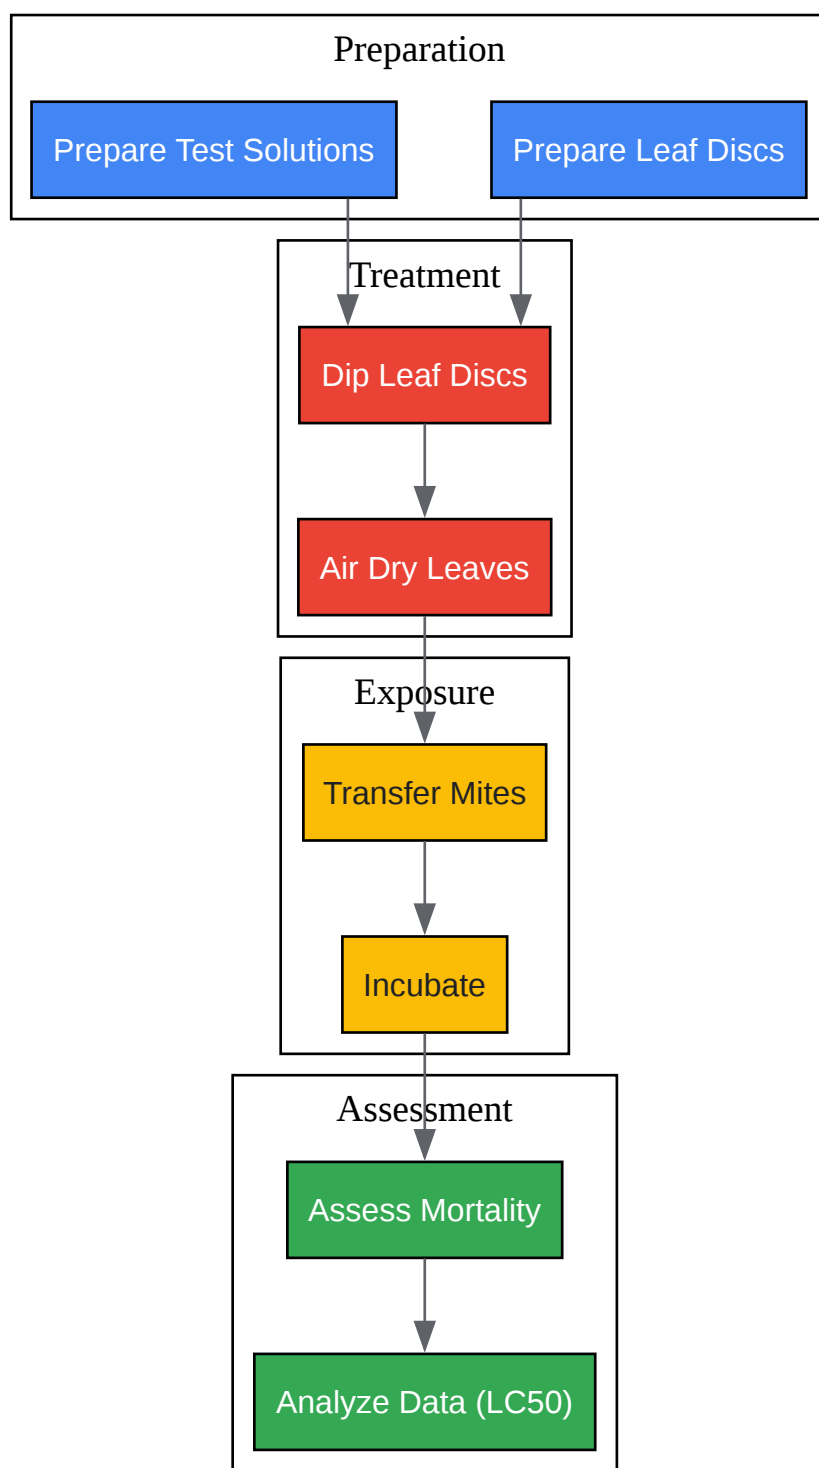 Preparation
Prepare Test Solutions
Prepare Leaf Discs
Treatment
Dip Leaf Discs
Air Dry Leaves
Exposure
Transfer Mites
Incubate
Assessment
Assess Mortality
Analyze Data (LC50)